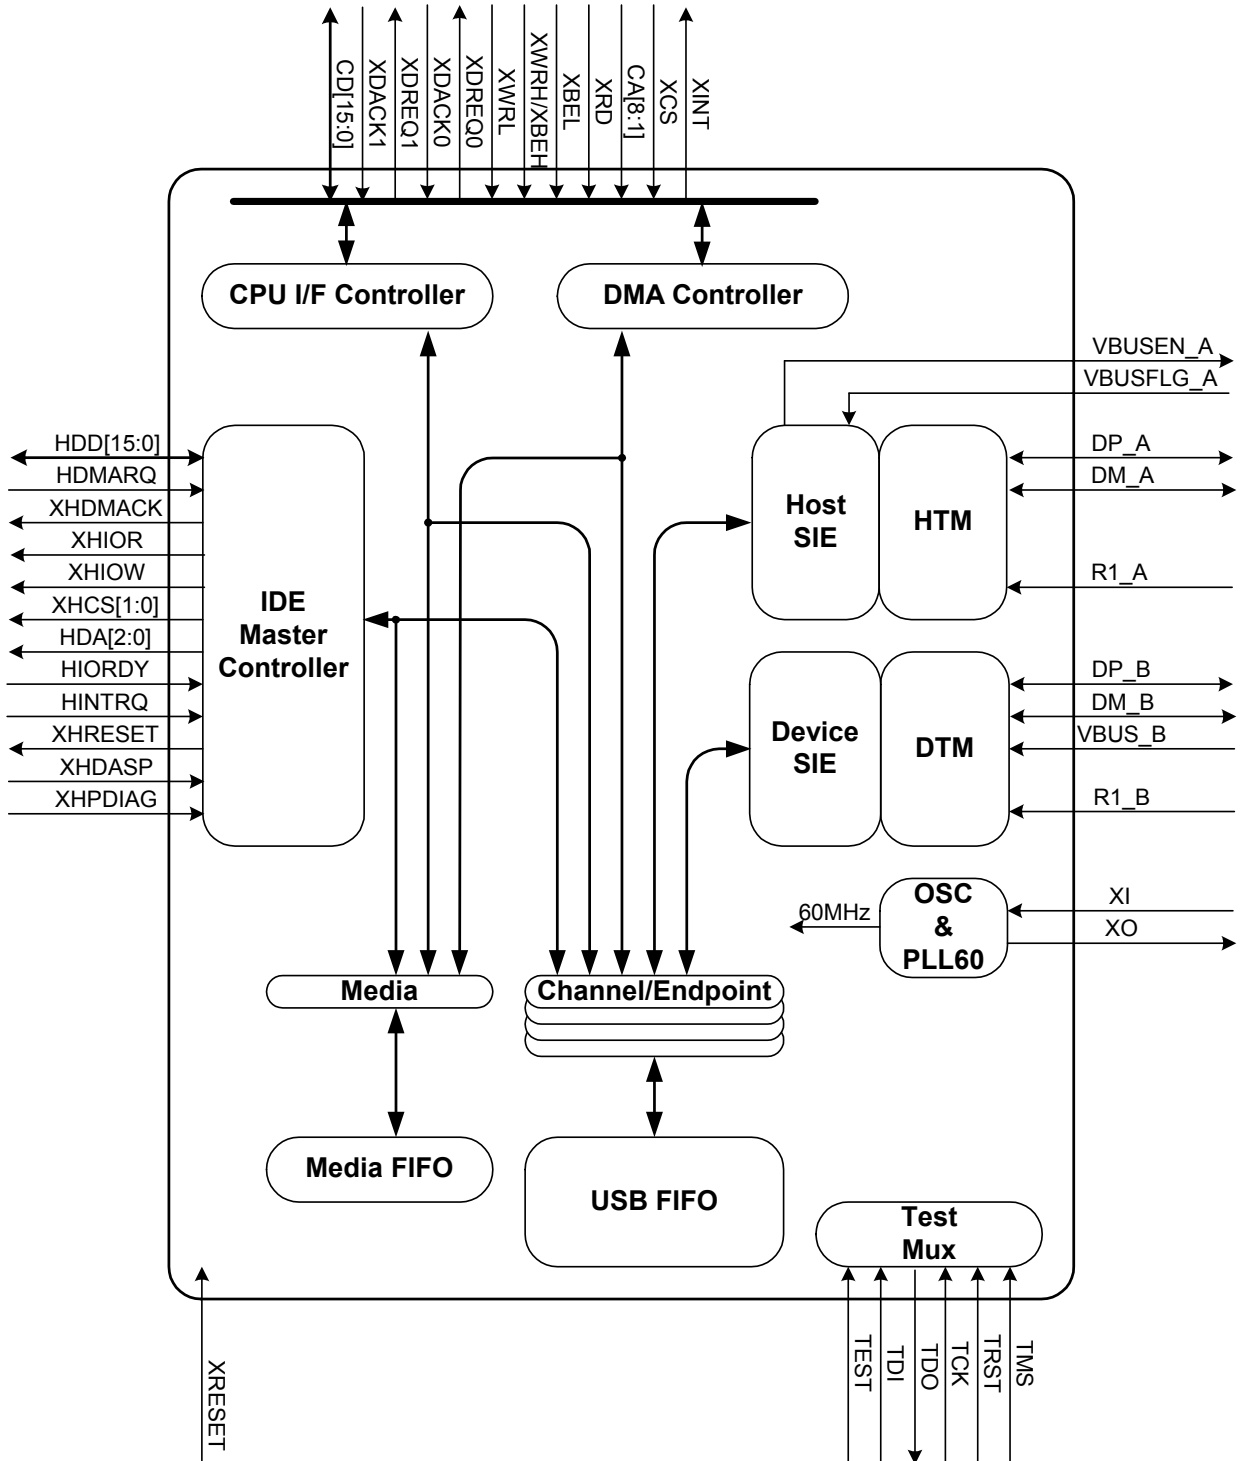 CD[15:0]
XDACK1
XDREQ1
XDACK0
XDREQ0
XWRL
XWRH/XBEH
XBEL
XRD
CA[8:1]
XCS
XINT
CPU I/F Controller
DMA Controller
VBUSEN_A
VBUSFLG_A
HDD[15:0]
HDMARQ
XHDMACK
XHIOR
XHIOW
XHCS[1:0]
HDA[2:0]
HIORDY
HINTRQ
XHRESET
XHDASP
XHPDIAG
IDE
Master
Controller
Host
SIE
HTM
DP_A
DM_A
R1_A
Device
SIE
DTM
DP_B
DM_B
VBUS_B
R1_B
60MHz
OSC
&
PLL60
XI
XO
Media
Channel/Endpoint
Media FIFO
USB FIFO
Test
Mux
XRESET
TEST
TDI
TDO
TCK
TRST
TMS